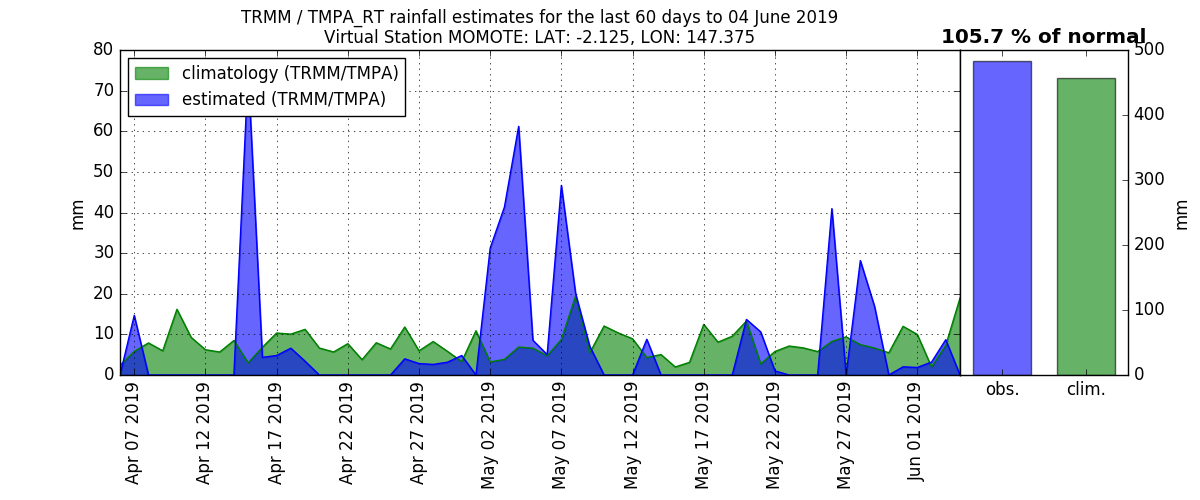 TRMM / TMPA_RT rainfall estimates for the last 60 days to 04 June 2019
Virtual Station MOMOTE: LAT: -2.125, LON: 147.375
105.7 % of normal
climatology (TRMM/TMPA)
estimated (TRMM/TMPA)
80
70
60
50
40
30
20
10
0
mm
Apr 07 2019
Apr 12 2019
Apr 17 2019
Apr 22 2019
Apr 27 2019
May 02 2019
May 07 2019
May 12 2019
May 17 2019
May 22 2019
May 27 2019
Jun 01 2019
obs.
clim.
500
400
300
200
100
0
mm